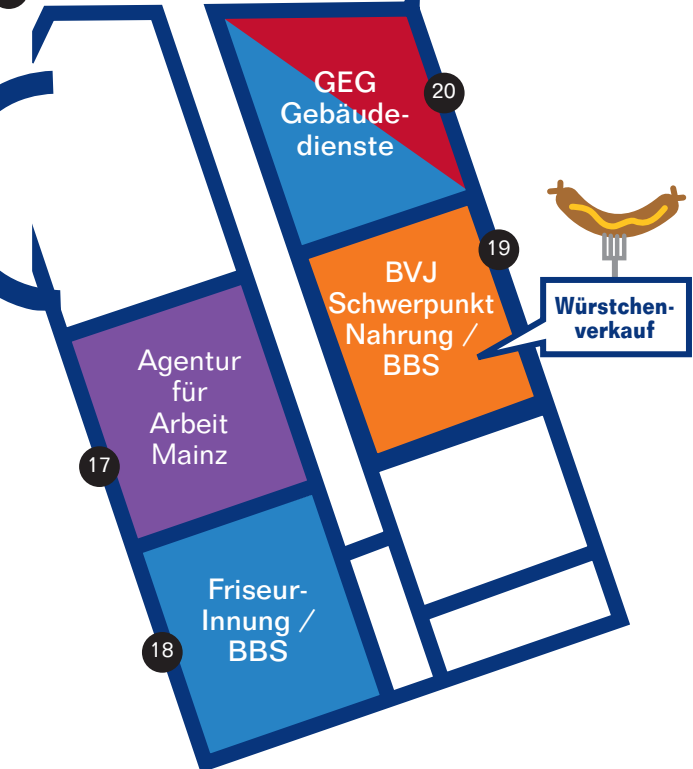 GEG
Gebäude-
dienste
20
19
BVJ
Schwerpunkt
Nahrung /
BBS
Würstchen-
verkauf
Agentur
für
Arbeit
Mainz
17
Friseur-
Innung /
BBS
18